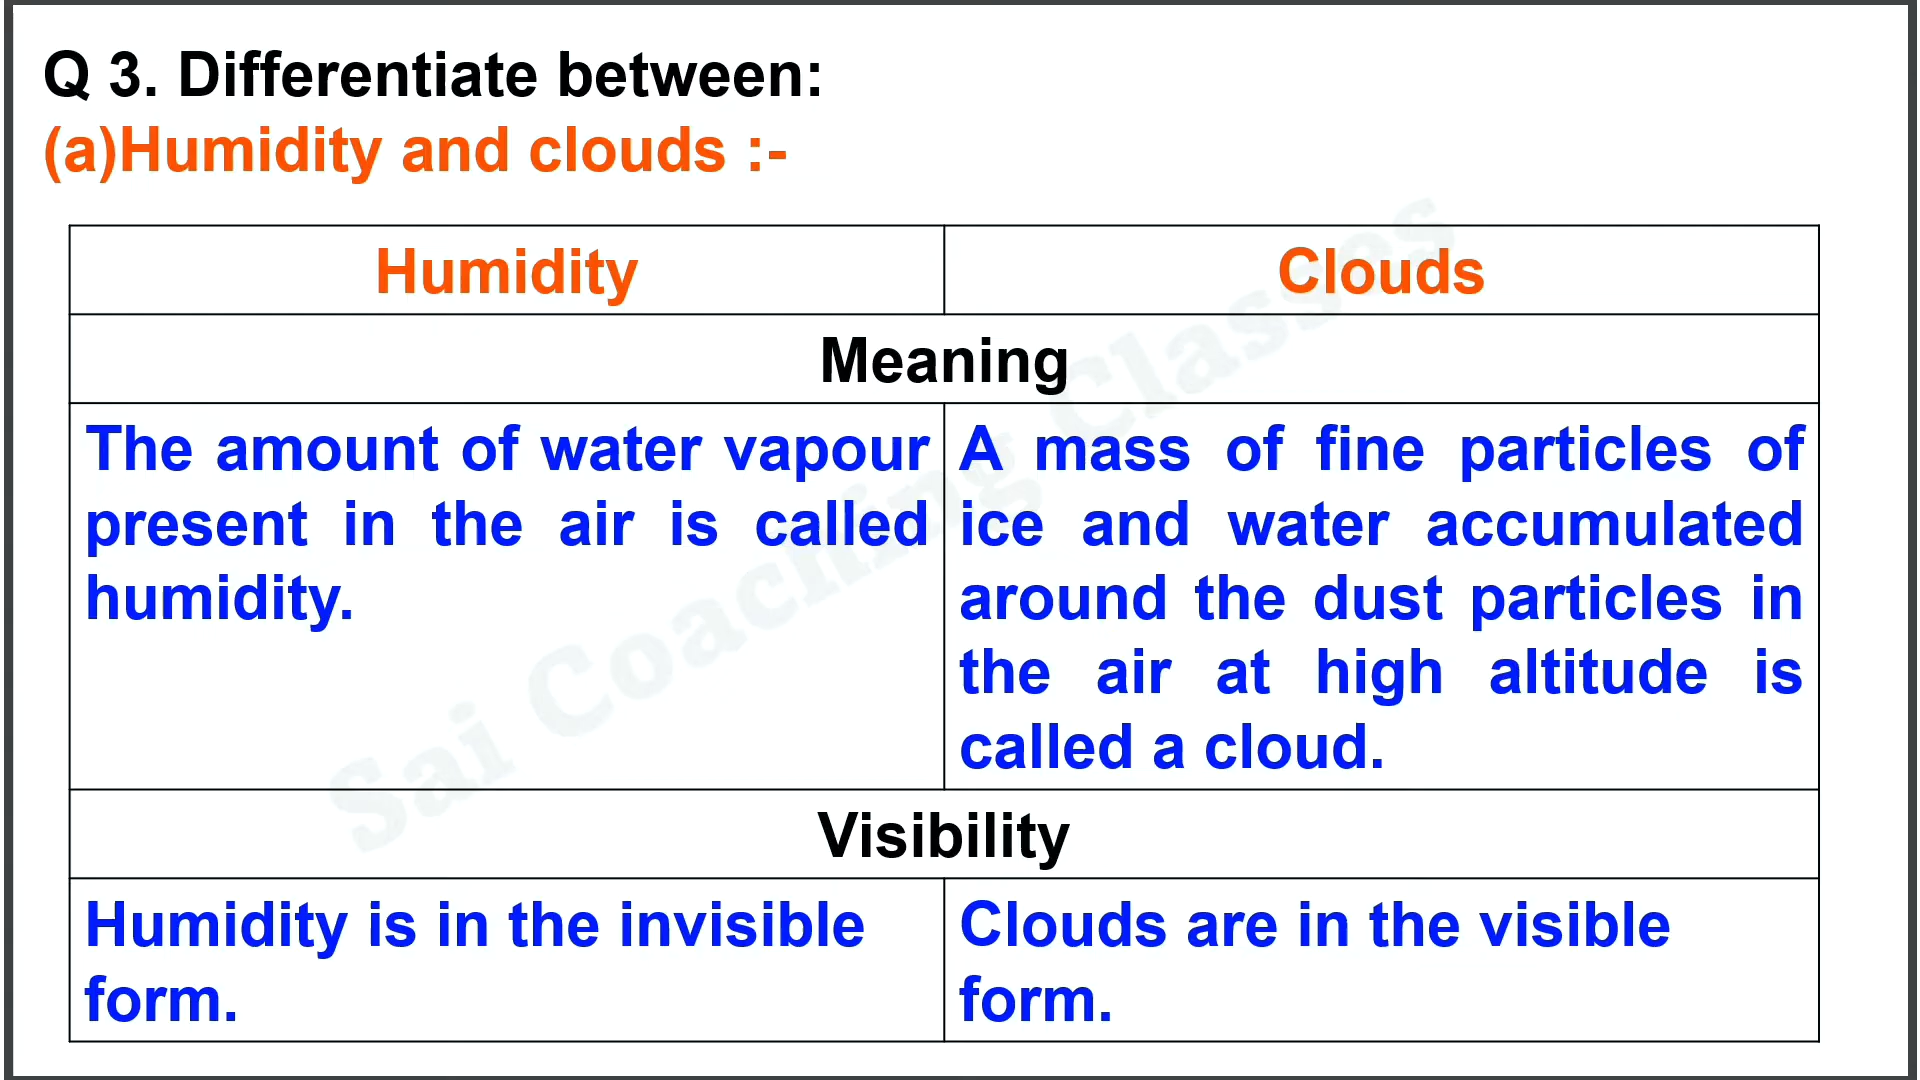 Q 3. Differentiate between:
(a)Humidity and clouds :-
Humidity
Clouds
Meaning
The amount of water vapour
present in the air is called
humidity.
A mass of fine particles of
ice and water accumulated
around the dust particles in
the air at high altitude is
called a cloud.
Visibility
Humidity is in the invisible
form.
Clouds are in the visible
form.
Sai Coaching Classes